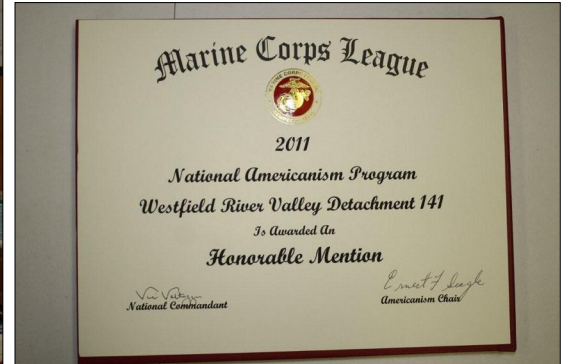 Marine Corps League
2011
National Americanism Program
Westfield River Valley Detachment 141
Is Awarded An
Honorable Mention
National Commandant
Ernest F
Americanism Chair